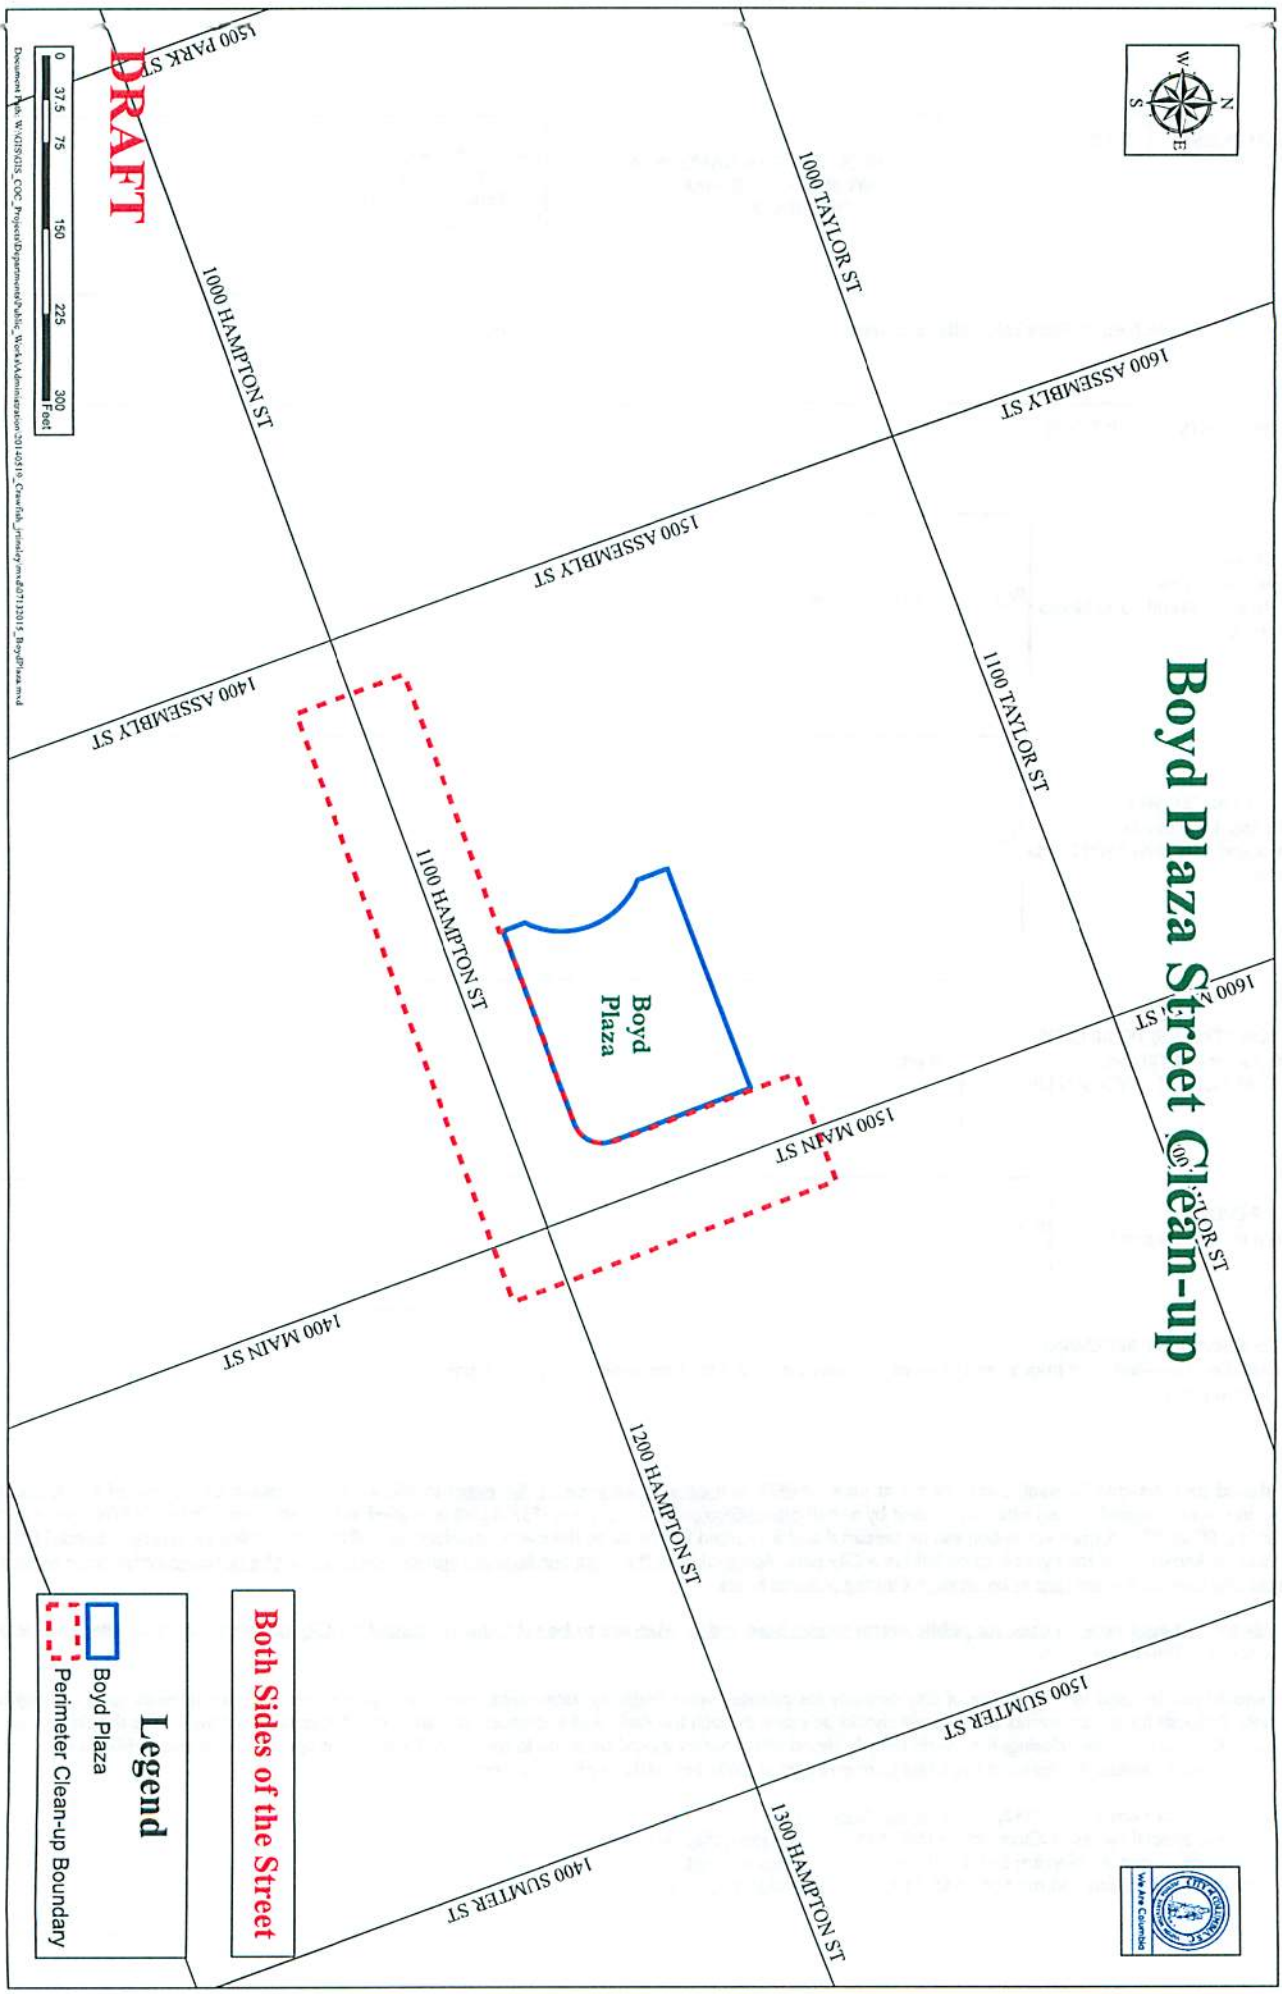 Boyd Plaza Street Clean-up
N
W
E
S
We Are Columbia
1000 TAYLOR ST
1100 TAYLOR ST
1600 ASSEMBLY ST
1500 ASSEMBLY ST
1400 ASSEMBLY ST
1500 MAIN ST
1400 MAIN ST
1500 PARK ST
1000 HAMPTON ST
1100 HAMPTON ST
1200 HAMPTON ST
1300 HAMPTON ST
1500 SUMTER ST
1400 SUMTER ST
Boyd
Plaza
DRAFT
0 37.5 75 150 225 300
Feet
Both Sides of the Street
Legend
Boyd Plaza
Perimeter Clean-up Boundary